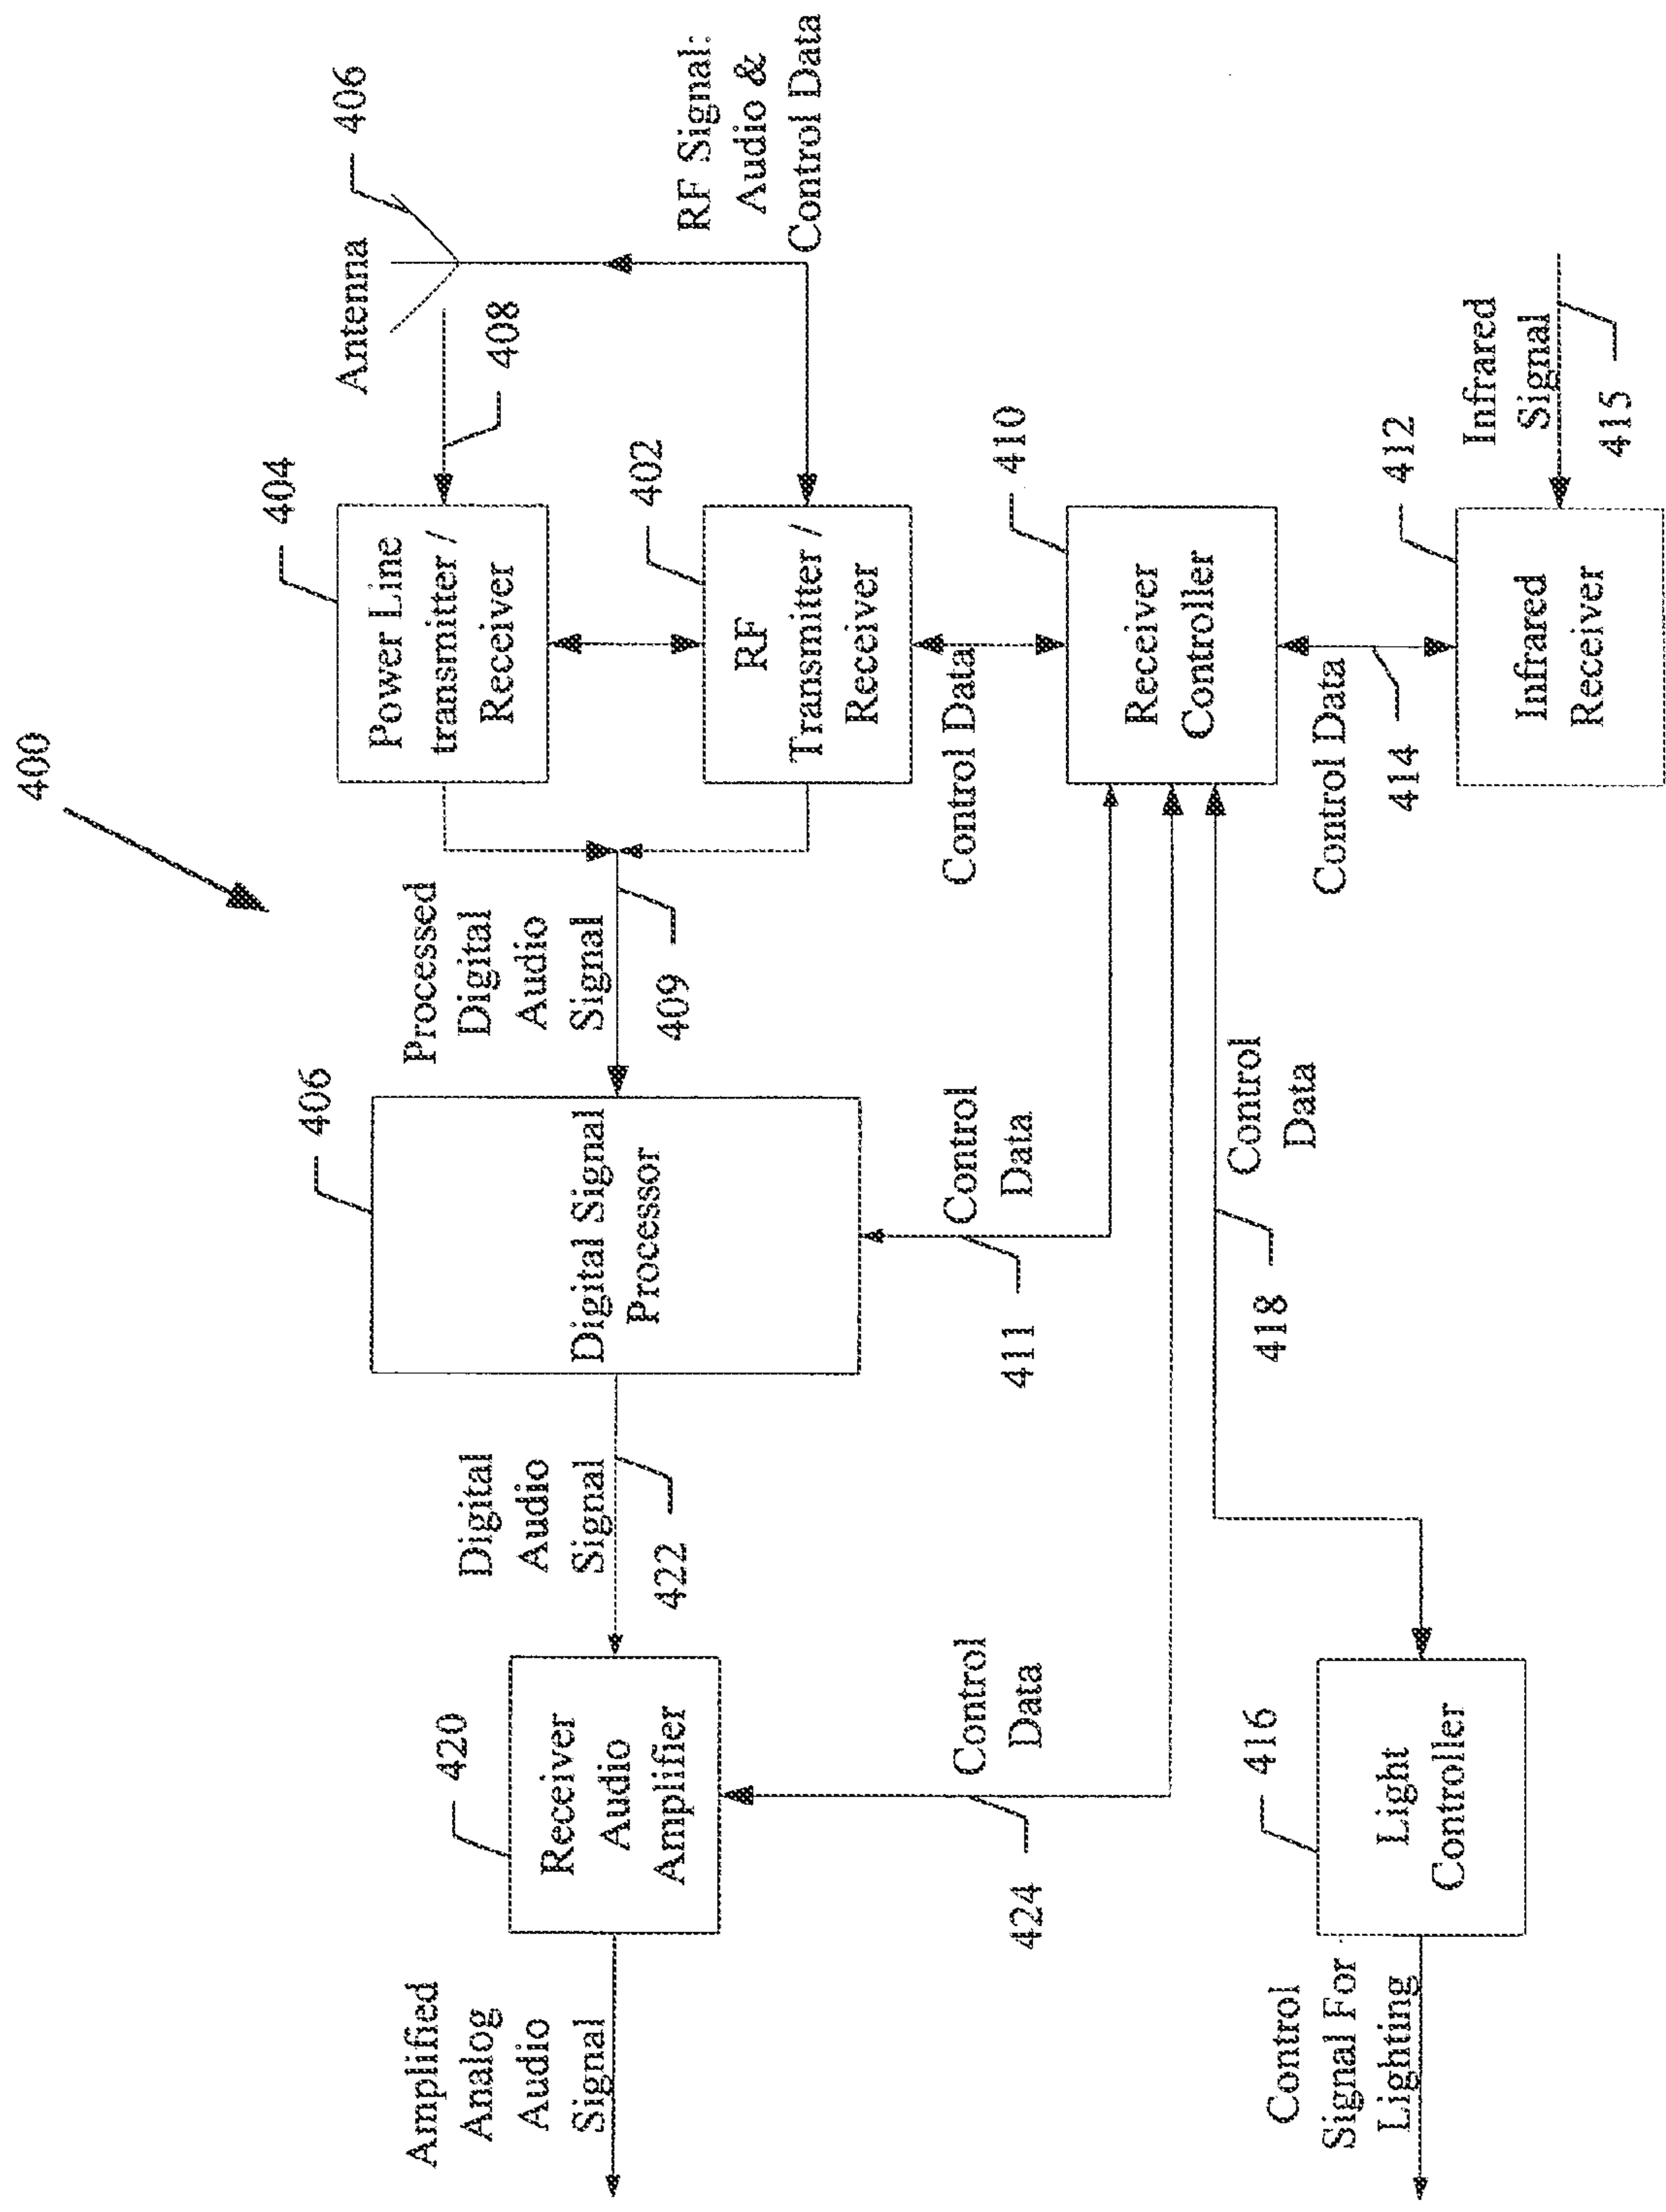 400
Antenna
406
RF Signal:
Audio &
Control Data
404
Power Line
transmitter /
Receiver
408
402
RF
Transmitter /
Receiver
Processed
Digital
Audio
Signal
409
406
Digital Signal
Processor
Digital
Audio
Signal
422
420
Receiver
Audio
Amplifier
Amplified
Analog
Audio
Signal
Control Data
410
Receiver
Controller
Control
Data
411
Control
Data
424
Control
Data
418
Control Data
414
412
Infrared
Receiver
Infrared
Signal
415
416
Light
Controller
Control
Signal For
Lighting